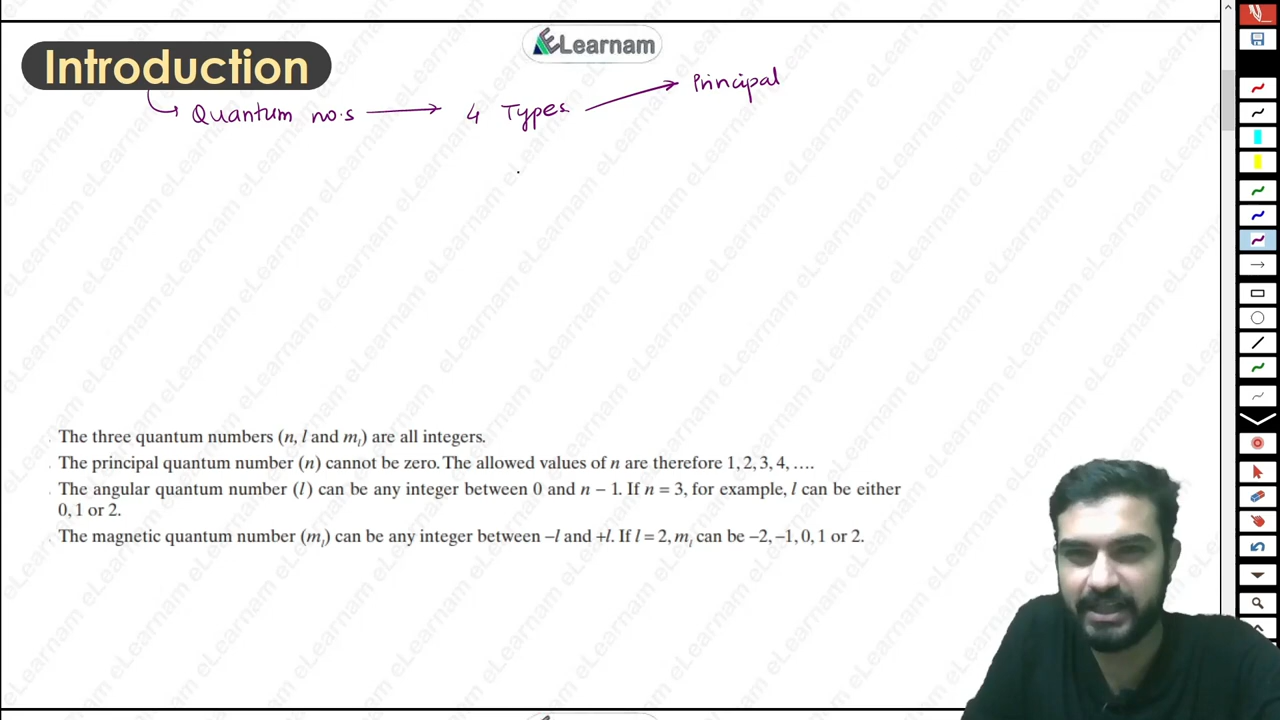 ELearnam
Introduction
Quantum no.s → 4 Types → Principal
The three quantum numbers (n, l and mₗ) are all integers.
The principal quantum number (n) cannot be zero. The allowed values of n are therefore 1, 2, 3, 4, ….
The angular quantum number (l) can be any integer between 0 and n − 1. If n = 3, for example, l can be either
0, 1 or 2.
The magnetic quantum number (mₗ) can be any integer between −l and +l. If l = 2, mₗ can be −2, −1, 0, 1 or 2.